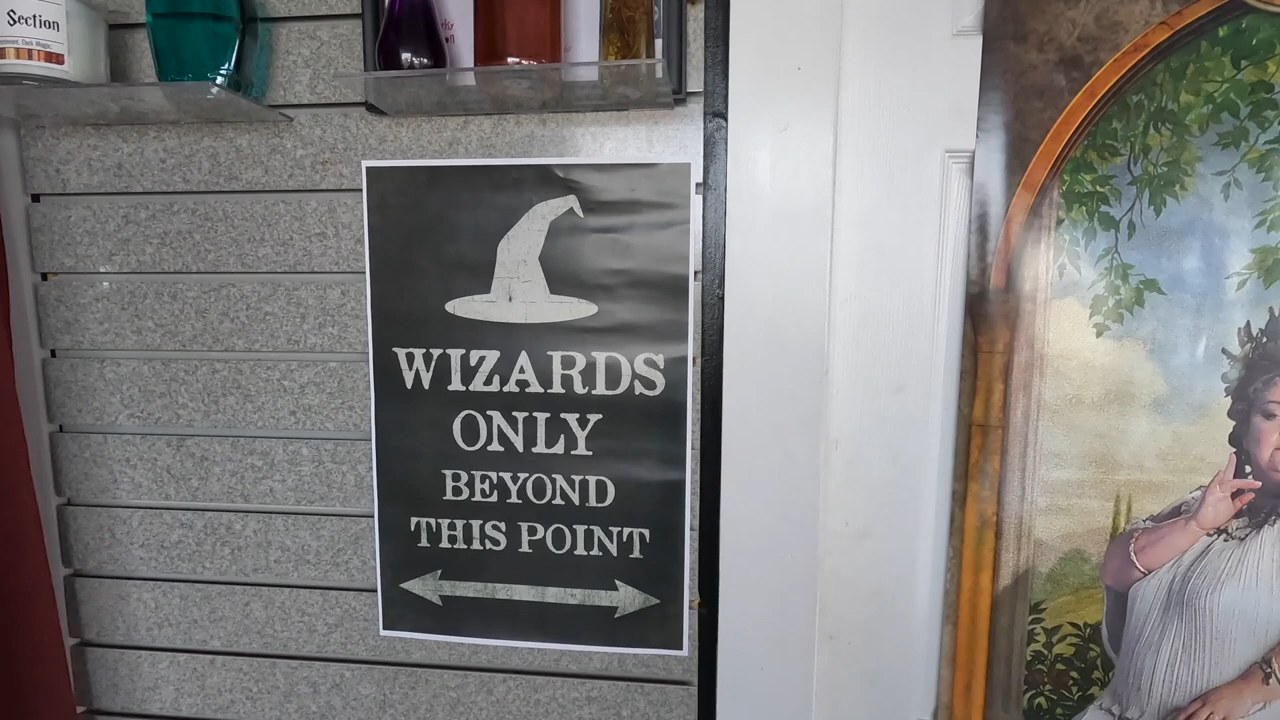 Section
WIZARDS
ONLY
BEYOND
THIS POINT